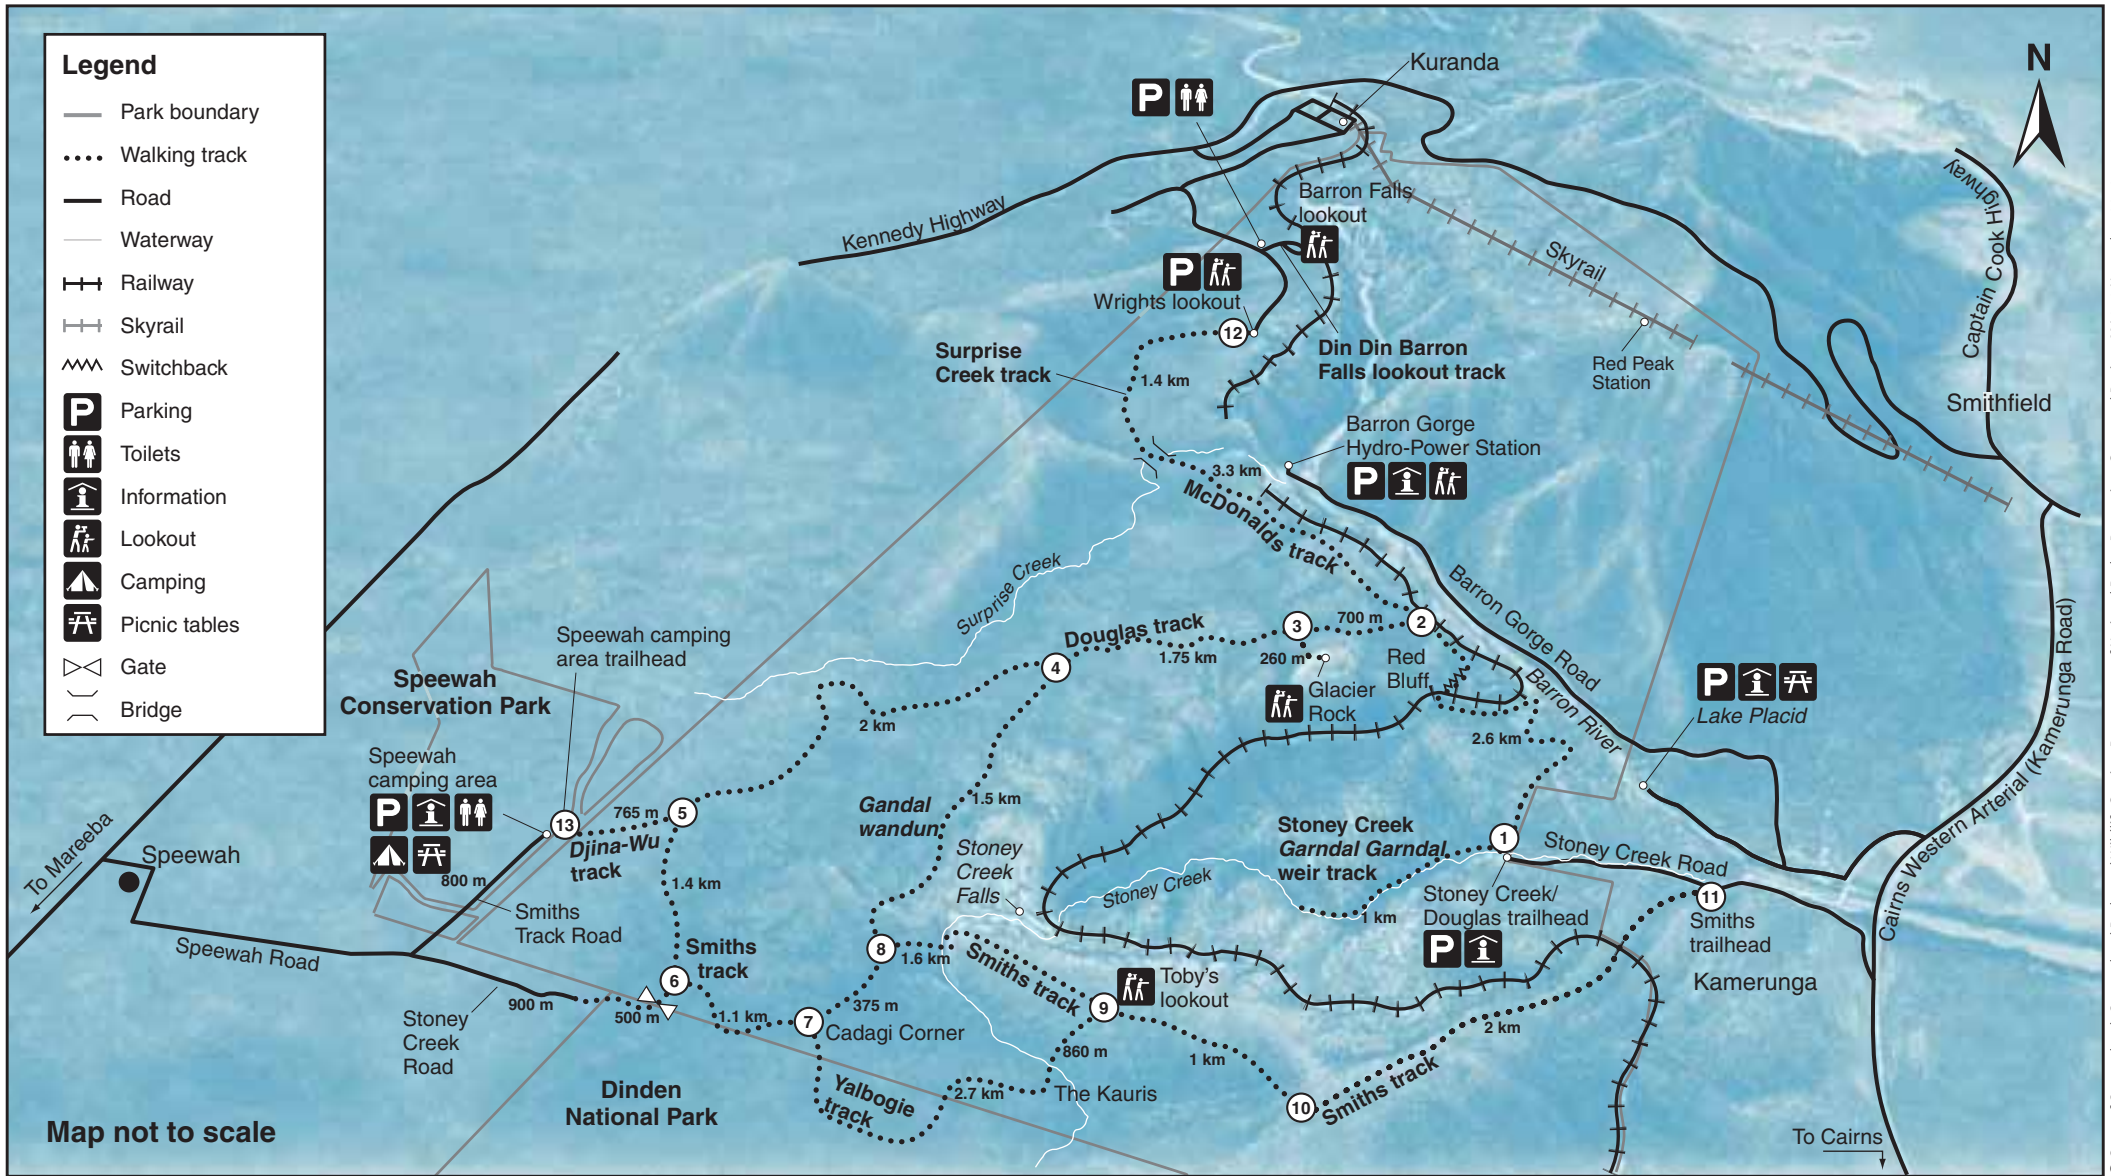 Legend
Park boundary
Walking track
Road
Waterway
Railway
Skyrail
Switchback
P Parking
Toilets
Information
Lookout
Camping
Picnic tables
Gate
Bridge
Map not to scale
N
Kuranda
P
Kennedy Highway
Barron Falls
lookout
P
Wrights lookout
12
Surprise
Creek track
1.4 km
Din Din Barron
Falls lookout track
Skyrail
Red Peak
Station
Captain Cook Highway
Smithfield
Barron Gorge
Hydro-Power Station
P
3.3 km
McDonalds track
Surprise Creek
Barron Gorge Road
Barron River
Cairns Western Arterial (Kamerunga Road)
Douglas track
3
700 m
2
4
1.75 km
260 m
Red
Bluff
Glacier
Rock
2 km
2.6 km
P
Lake Placid
Speewah camping
area trailhead
Speewah
Conservation Park
Speewah
camping area
P
13
765 m
5
Djina-Wu
track
800 m
To Mareeba
Speewah
Smiths
Track Road
Speewah Road
1.4 km
Gandal
wandun
1.5 km
Stoney
Creek
Falls
Stoney Creek
Stoney Creek
Garndal Garndal
weir track
1
Stoney Creek Road
1 km
Stoney Creek/
Douglas trailhead
P
11
Smiths
trailhead
Kamerunga
Smiths
track
6
8
1.6 km
Smiths track
9
Toby's
lookout
900 m
500 m
Stoney
Creek
Road
1.1 km
7
375 m
Cadagi Corner
860 m
1 km
2 km
Smiths track
10
Dinden
National Park
Yalbogie
track
2.7 km
The Kauris
To Cairns